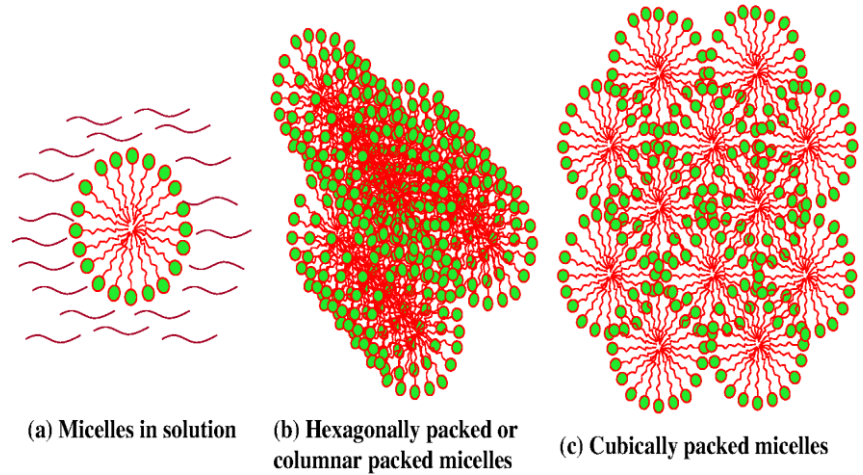 (a) Micelles in solution
(b) Hexagonally packed or
columnar packed micelles
(c) Cubically packed micelles